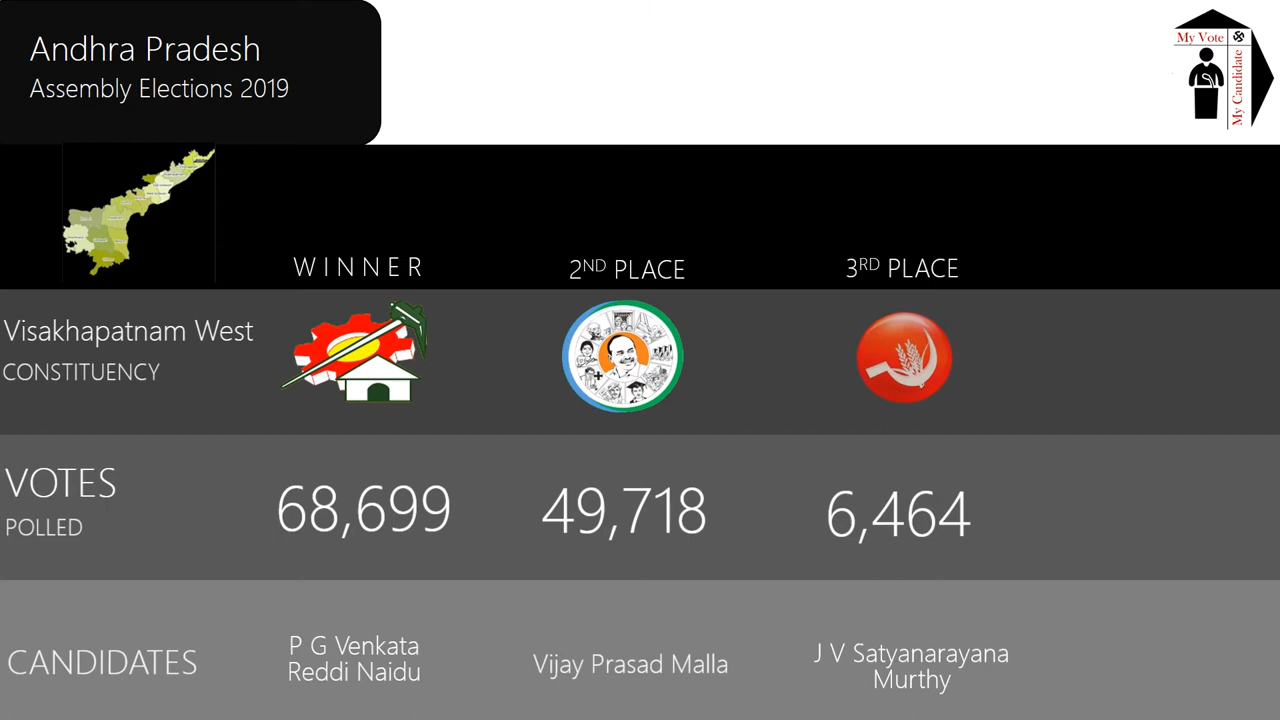 Andhra Pradesh
Assembly Elections 2019
My Vote
My Candidate
WINNER
2ND PLACE
3RD PLACE
Visakhapatnam West
CONSTITUENCY
VOTES
POLLED
68,699
49,718
6,464
CANDIDATES
P G Venkata
Reddi Naidu
Vijay Prasad Malla
J V Satyanarayana
Murthy